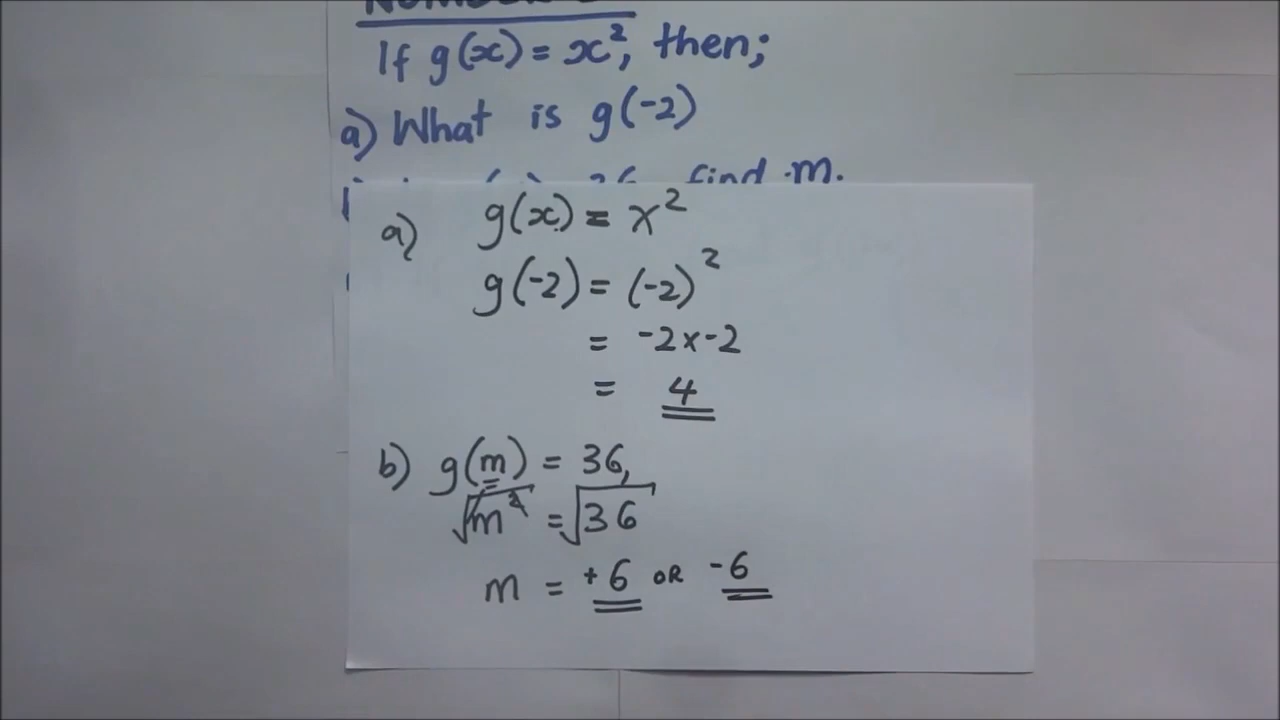 If g(x) = x², then;
a) What is g(-2)
find m.
a) g(x) = x²
g(-2) = (-2)²
= -2x-2
= 4
b) g(m) = 36,
√m² = √36
m = +6 OR -6